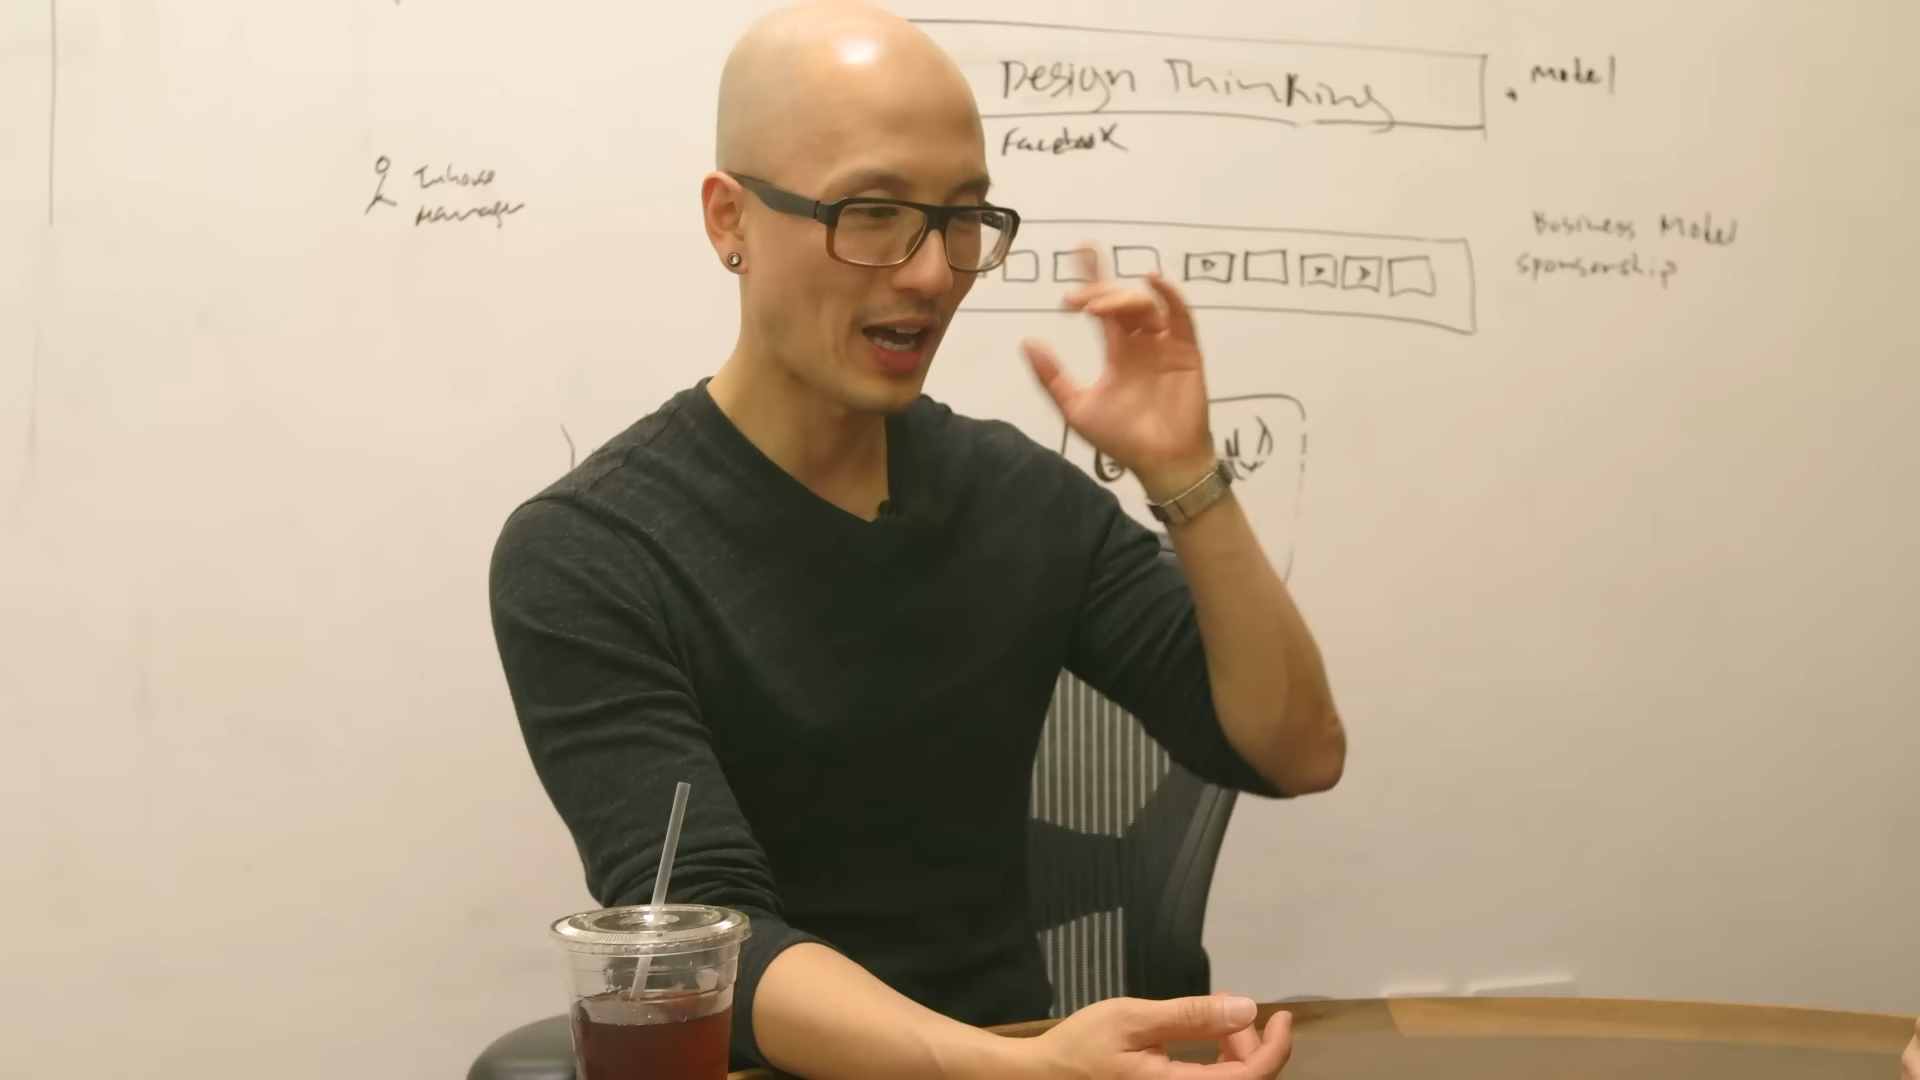 Design Thinking
• Model
Facebook
Inhouse
Manager
Business Model
sponsorship